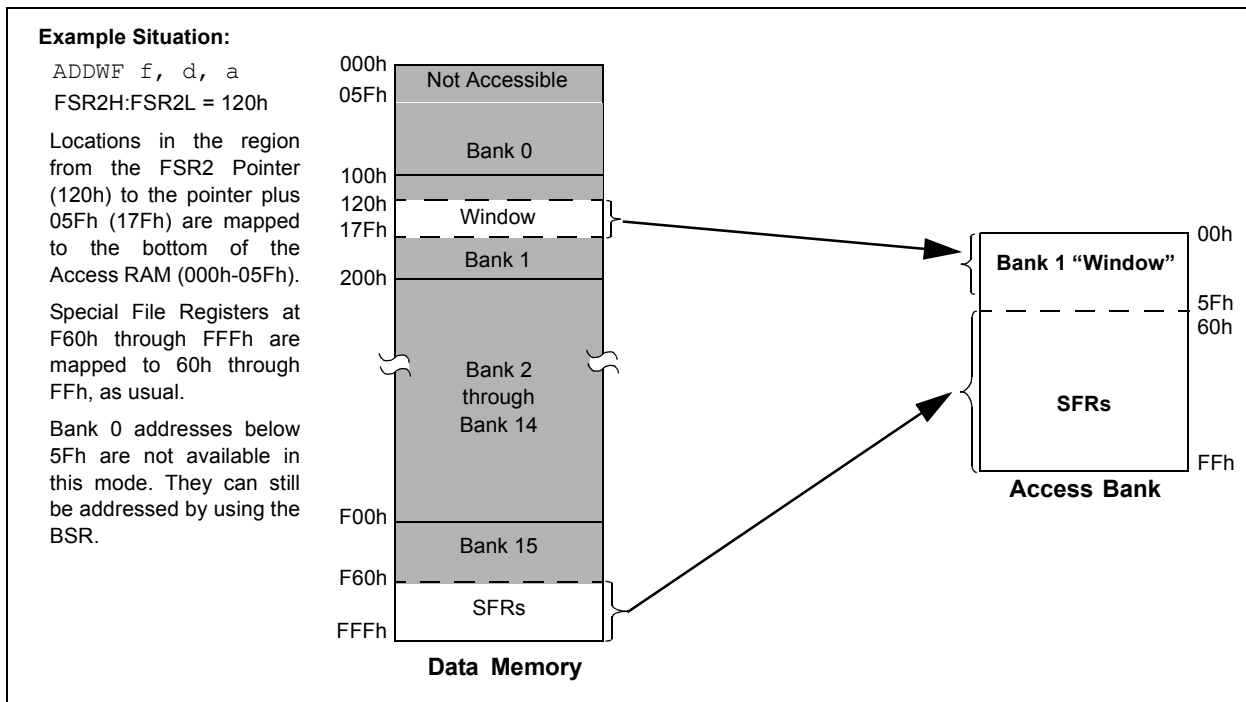 Example Situation:
ADDWF f, d, a
FSR2H:FSR2L = 120h
Locations in the region
from the FSR2 Pointer
(120h) to the pointer plus
05Fh (17Fh) are mapped
to the bottom of the
Access RAM (000h-05Fh).
Special File Registers at
F60h through FFFh are
mapped to 60h through
FFh, as usual.
Bank 0 addresses below
5Fh are not available in
this mode. They can still
be addressed by using the
BSR.
000h
Not Accessible
05Fh
Bank 0
100h
120h
Window
17Fh
Bank 1
200h
Bank 2
through
Bank 14
F00h
Bank 15
F60h
SFRs
FFFh
Data Memory
00h
Bank 1 “Window”
5Fh
60h
SFRs
FFh
Access Bank